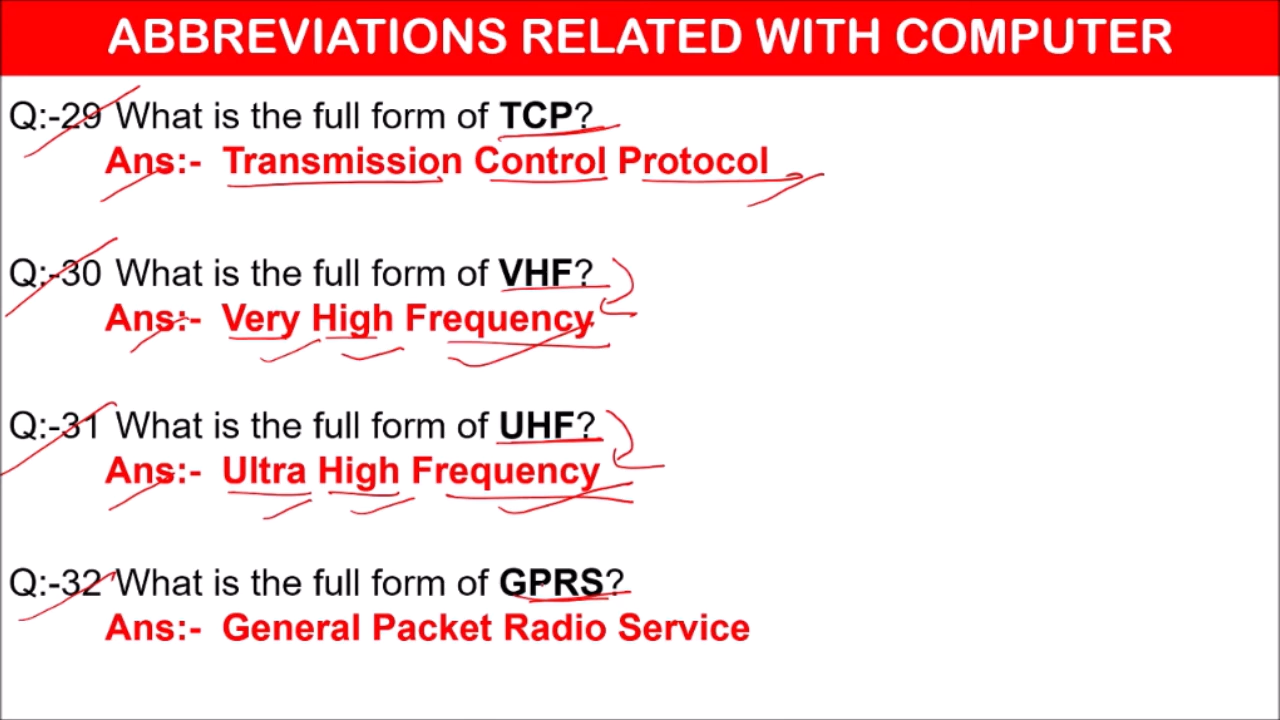 ABBREVIATIONS RELATED WITH COMPUTER
Q:-29 What is the full form of TCP?
Ans:- Transmission Control Protocol
Q:-30 What is the full form of VHF?
Ans:- Very High Frequency
Q:-31 What is the full form of UHF?
Ans:- Ultra High Frequency
Q:-32 What is the full form of GPRS?
Ans:- General Packet Radio Service